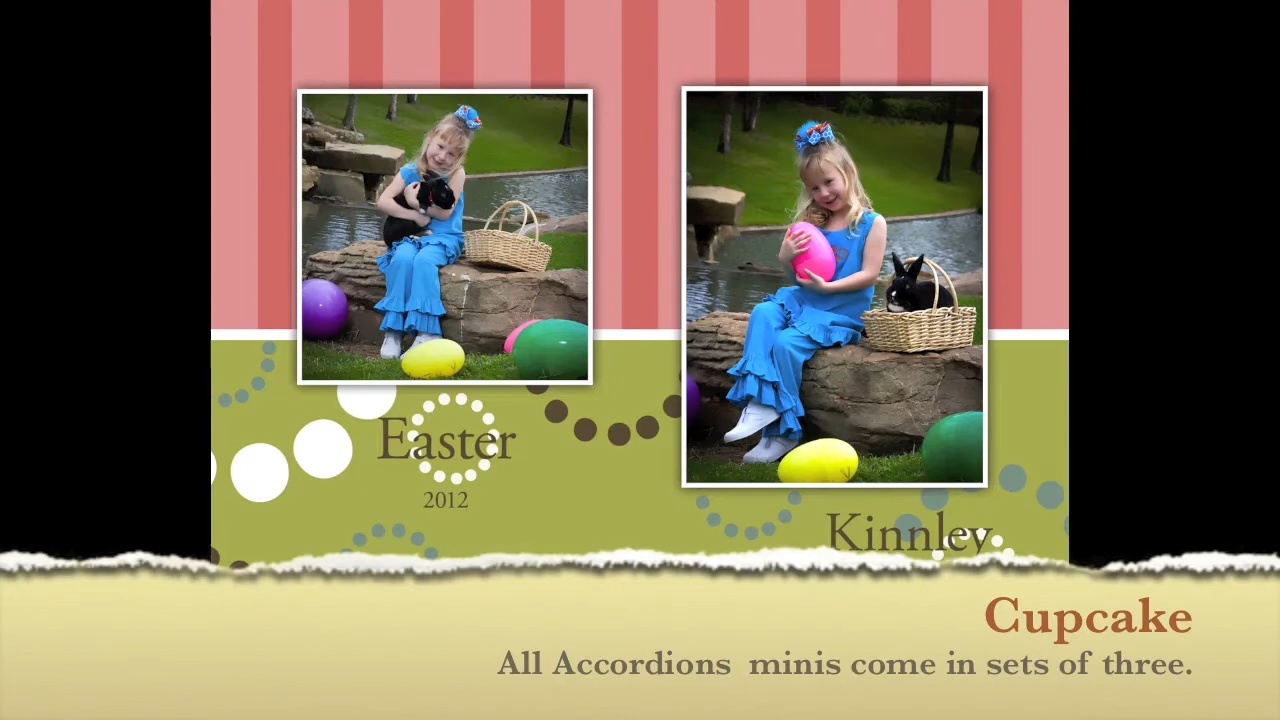 Easter
2012
Kinnley
Cupcake
All Accordions minis come in sets of three.